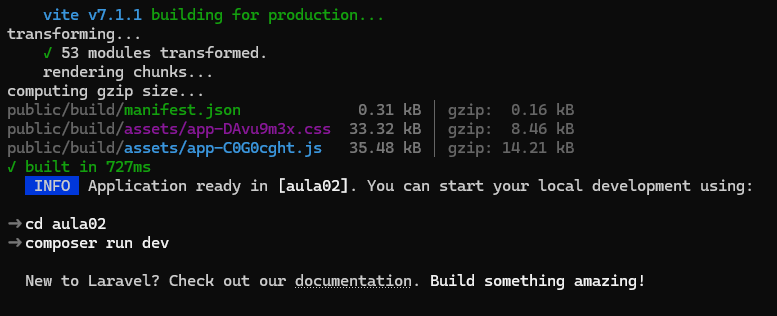 vite v7.1.1 building for production...
transforming...
✓ 53 modules transformed.
rendering chunks...
computing gzip size...
public/build/manifest.json 0.31 kB │ gzip: 0.16 kB
public/build/assets/app-DAvu9m3x.css 33.32 kB │ gzip: 8.46 kB
public/build/assets/app-C0G0cght.js 35.48 kB │ gzip: 14.21 kB
✓ built in 727ms
INFO Application ready in [aula02]. You can start your local development using:
➜ cd aula02
➜ composer run dev
New to Laravel? Check out our documentation. Build something amazing!